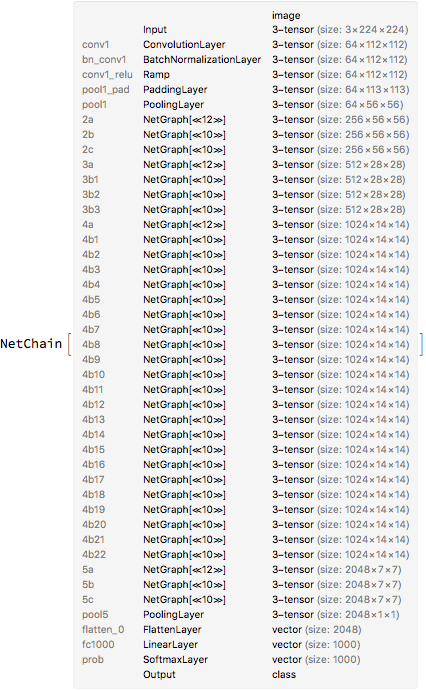 image
Input 3-tensor (size: 3×224×224)
conv1 ConvolutionLayer 3-tensor (size: 64×112×112)
bn_conv1 BatchNormalizationLayer 3-tensor (size: 64×112×112)
conv1_relu Ramp 3-tensor (size: 64×112×112)
pool1_pad PaddingLayer 3-tensor (size: 64×113×113)
pool1 PoolingLayer 3-tensor (size: 64×56×56)
2a NetGraph[≪12≫] 3-tensor (size: 256×56×56)
2b NetGraph[≪10≫] 3-tensor (size: 256×56×56)
2c NetGraph[≪10≫] 3-tensor (size: 256×56×56)
3a NetGraph[≪12≫] 3-tensor (size: 512×28×28)
3b1 NetGraph[≪10≫] 3-tensor (size: 512×28×28)
3b2 NetGraph[≪10≫] 3-tensor (size: 512×28×28)
3b3 NetGraph[≪10≫] 3-tensor (size: 512×28×28)
4a NetGraph[≪12≫] 3-tensor (size: 1024×14×14)
4b1 NetGraph[≪10≫] 3-tensor (size: 1024×14×14)
4b2 NetGraph[≪10≫] 3-tensor (size: 1024×14×14)
4b3 NetGraph[≪10≫] 3-tensor (size: 1024×14×14)
4b4 NetGraph[≪10≫] 3-tensor (size: 1024×14×14)
4b5 NetGraph[≪10≫] 3-tensor (size: 1024×14×14)
4b6 NetGraph[≪10≫] 3-tensor (size: 1024×14×14)
4b7 NetGraph[≪10≫] 3-tensor (size: 1024×14×14)
NetChain [ 4b8 NetGraph[≪10≫] 3-tensor (size: 1024×14×14) ]
4b9 NetGraph[≪10≫] 3-tensor (size: 1024×14×14)
4b10 NetGraph[≪10≫] 3-tensor (size: 1024×14×14)
4b11 NetGraph[≪10≫] 3-tensor (size: 1024×14×14)
4b12 NetGraph[≪10≫] 3-tensor (size: 1024×14×14)
4b13 NetGraph[≪10≫] 3-tensor (size: 1024×14×14)
4b14 NetGraph[≪10≫] 3-tensor (size: 1024×14×14)
4b15 NetGraph[≪10≫] 3-tensor (size: 1024×14×14)
4b16 NetGraph[≪10≫] 3-tensor (size: 1024×14×14)
4b17 NetGraph[≪10≫] 3-tensor (size: 1024×14×14)
4b18 NetGraph[≪10≫] 3-tensor (size: 1024×14×14)
4b19 NetGraph[≪10≫] 3-tensor (size: 1024×14×14)
4b20 NetGraph[≪10≫] 3-tensor (size: 1024×14×14)
4b21 NetGraph[≪10≫] 3-tensor (size: 1024×14×14)
4b22 NetGraph[≪10≫] 3-tensor (size: 1024×14×14)
5a NetGraph[≪12≫] 3-tensor (size: 2048×7×7)
5b NetGraph[≪10≫] 3-tensor (size: 2048×7×7)
5c NetGraph[≪10≫] 3-tensor (size: 2048×7×7)
pool5 PoolingLayer 3-tensor (size: 2048×1×1)
flatten_0 FlattenLayer vector (size: 2048)
fc1000 LinearLayer vector (size: 1000)
prob SoftmaxLayer vector (size: 1000)
Output class